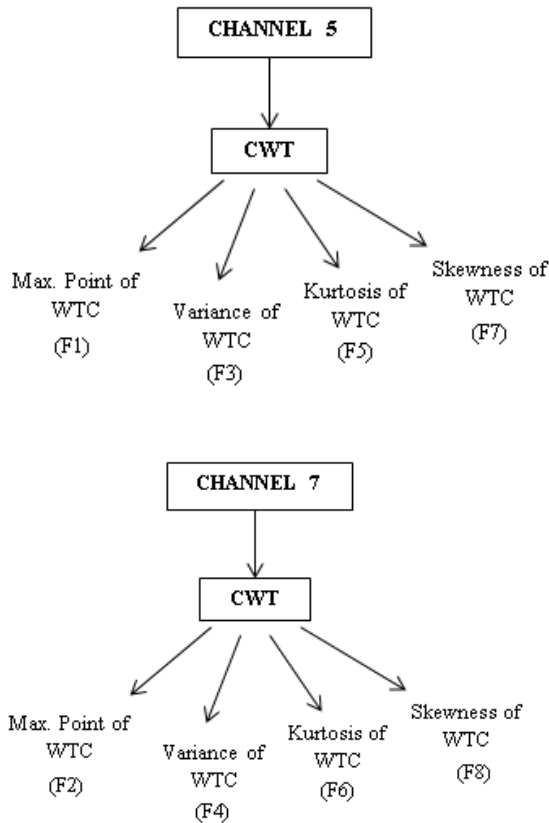 CHANNEL 5
CWT
Max. Point of
WTC
(F1)
Variance of
WTC
(F3)
Kurtosis of
WTC
(F5)
Skewness of
WTC
(F7)
CHANNEL 7
CWT
Max. Point of
WTC
(F2)
Variance of
WTC
(F4)
Kurtosis of
WTC
(F6)
Skewness of
WTC
(F8)